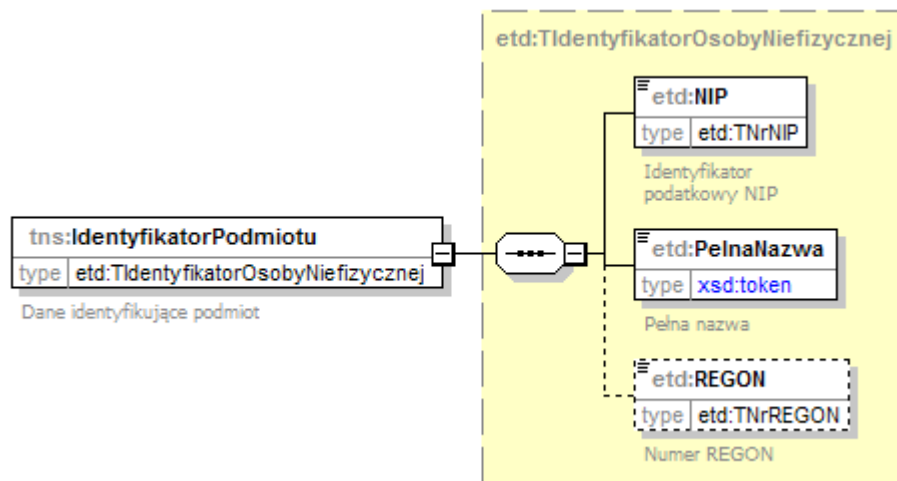 etd:TIdentyfikatorOsobyNiefizycznej
etd:NIP
type etd:TNrNIP
Identyfikator
podatkowy NIP
tns:IdentyfikatorPodmiotu
type etd:TIdentyfikatorOsobyNiefizycznej
Dane identyfikujące podmiot
etd:PelnaNazwa
type xsd:token
Pełna nazwa
etd:REGON
type etd:TNrREGON
Numer REGON